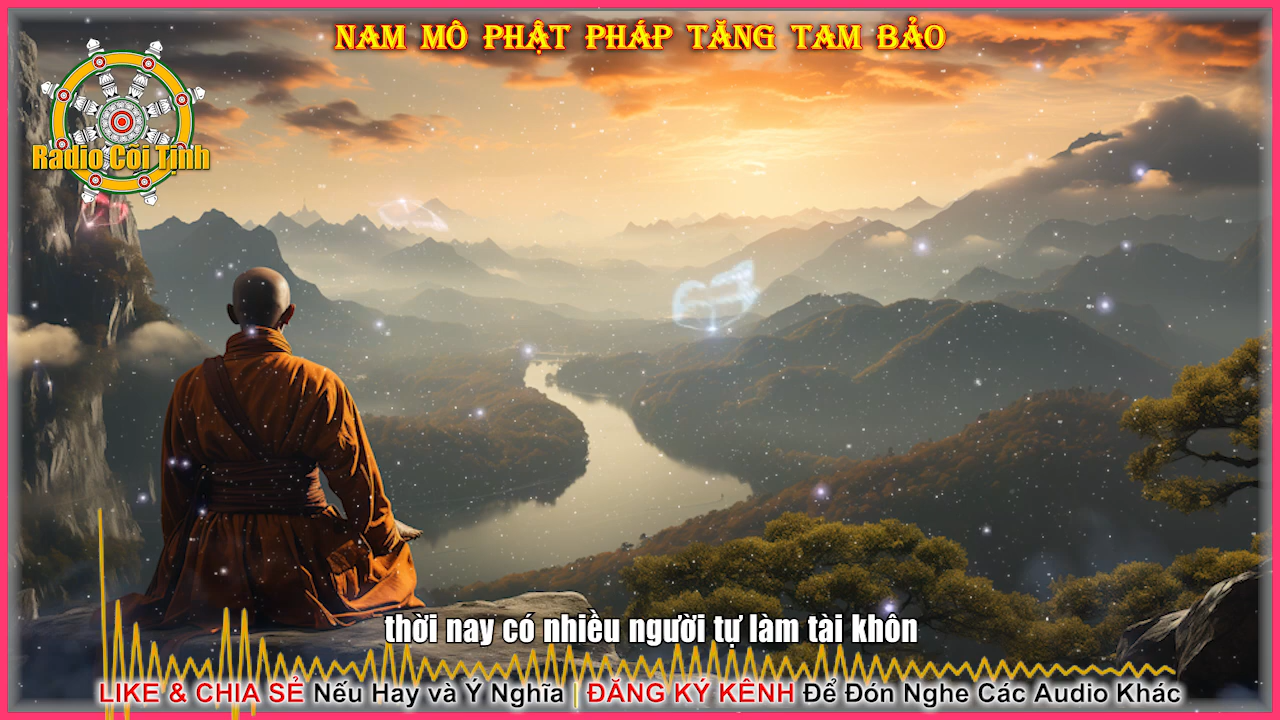 NAM MÔ PHẬT PHÁP TĂNG TAM BẢO
Radio Cõi Tịnh
thời nay có nhiều người tự làm tài khôn
LIKE & CHIA SẺ Nếu Hay và Ý Nghĩa | ĐĂNG KÝ KÊNH Để Đón Nghe Các Audio Khác